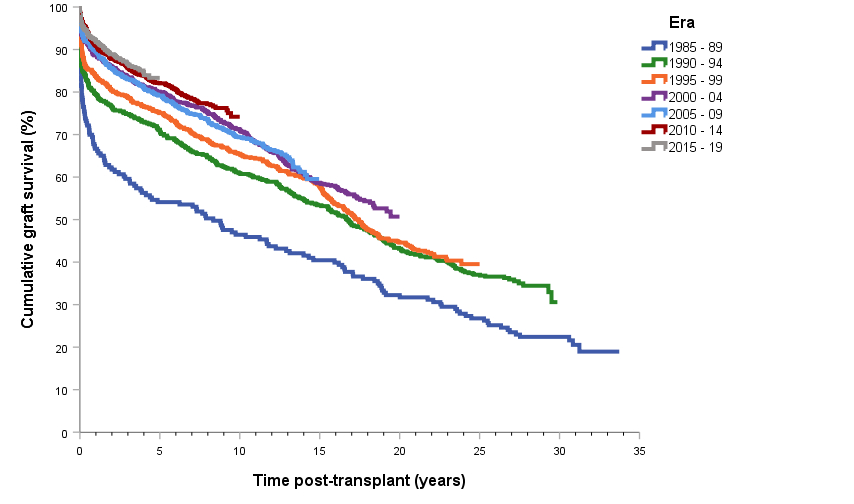 Cumulative graft survival (%)
100
90
80
70
60
50
40
30
20
10
0
0 5 10 15 20 25 30 35
Time post-transplant (years)
Era
1985 - 89
1990 - 94
1995 - 99
2000 - 04
2005 - 09
2010 - 14
2015 - 19